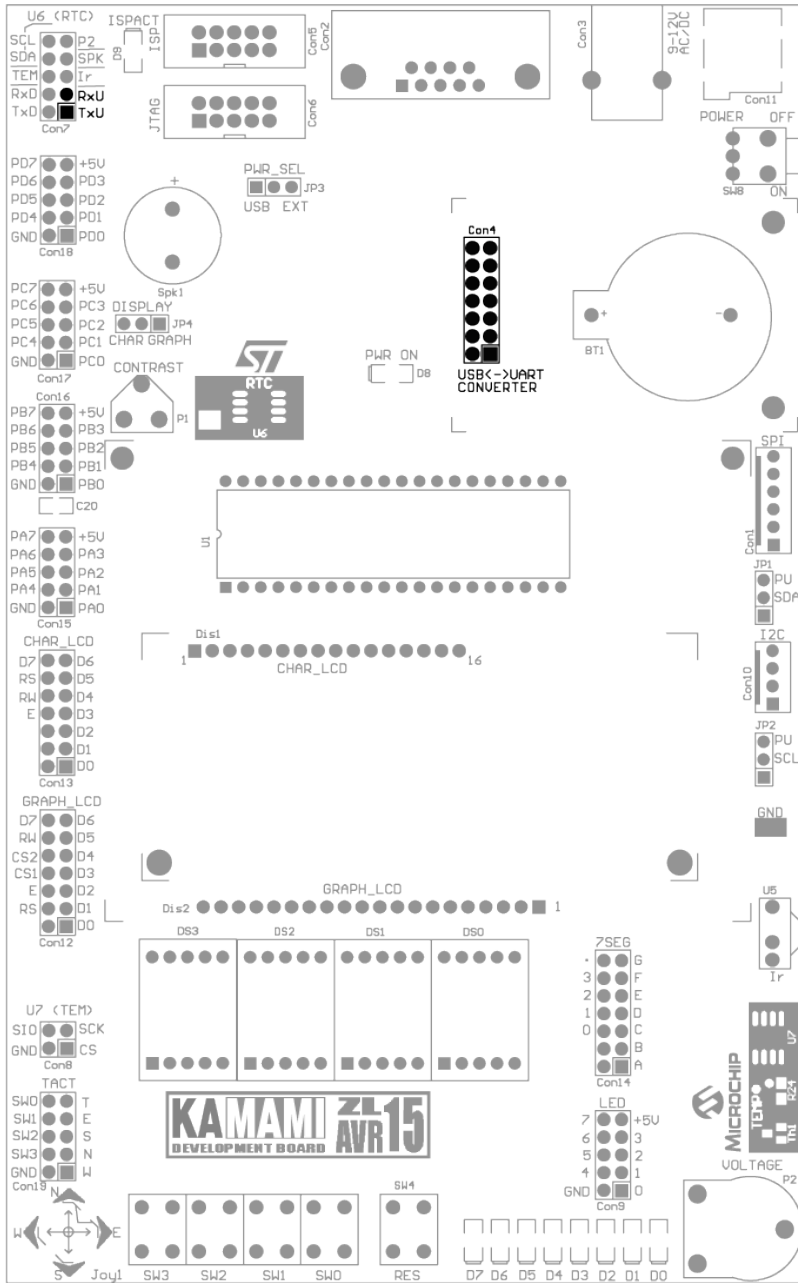 U6 (RTC)
SCL P2
SDA SPK
TEM Ir
RxD RxU
TxD TxU
Con7
ISPACT
D9
ISP
Con5
JTAG
Con6
Con2
Con3
9-12V
AC/DC
Con11
POWER OFF
SW8 ON
PD7 +5V
PD6 PD3
PD5 PD2
PD4 PD1
GND PD0
Con18
+
Spk1
PWR_SEL
JP3
USB EXT
Con4
USB<->UART
CONVERTER
+ -
BT1
PC7 +5V
PC6 PC3
PC5 PC2
PC4 PC1
GND PC0
Con17
DISPLAY
JP4
CHAR GRAPH
CONTRAST
P1
ST
RTC
U6
PWR ON
D8
Con16
PB7 +5V
PB6 PB3
PB5 PB2
PB4 PB1
GND PB0
C20
U1
SPI
Con1
PA7 +5V
PA6 PA3
PA5 PA2
PA4 PA1
GND PA0
Con15
JP1
PU
SDA
I2C
Con10
JP2
PU
SCL
GND
CHAR_LCD
D7 D6
RS D5
RW D4
E D3
D2
D1
D0
Con13
Dis1
1 16
CHAR_LCD
GRAPH_LCD
D7 D6
RW D5
CS2 D4
CS1 D3
E D2
RS D1
D0
Con12
GRAPH_LCD
Dis2 1
DS3 DS2 DS1 DS0
U5
Ir
7SEG
. G
3 F
2 E
1 D
0 C
B
A
Con14
U7 (TEM)
SIO SCK
GND CS
Con8
TACT
SW0 T
SW1 E
SW2 S
SW3 N
GND W
Con19
KAMAMI
DEVELOPMENT BOARD
ZL
AVR
15
LED
7 +5V
6 3
5 2
4 1
GND 0
Con9
MICROCHIP
TEMP
U7
R24
Th1
VOLTAGE
P2
N
W E
S
Joy1
SW3 SW2 SW1 SW0
SW4
RES
D7 D6 D5 D4 D3 D2 D1 D0